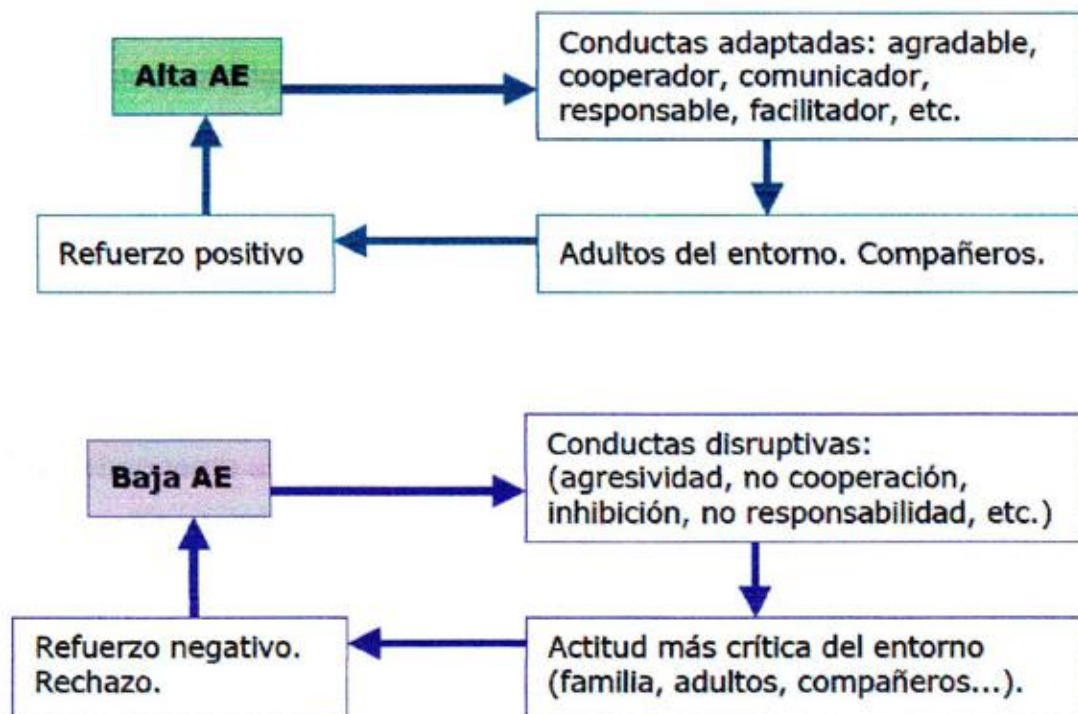 Alta AE
Conductas adaptadas: agradable,
cooperador, comunicador,
responsable, facilitador, etc.
Refuerzo positivo
Adultos del entorno. Compañeros.
Baja AE
Conductas disruptivas:
(agresividad, no cooperación,
inhibición, no responsabilidad, etc.)
Refuerzo negativo.
Rechazo.
Actitud más crítica del entorno
(familia, adultos, compañeros...).